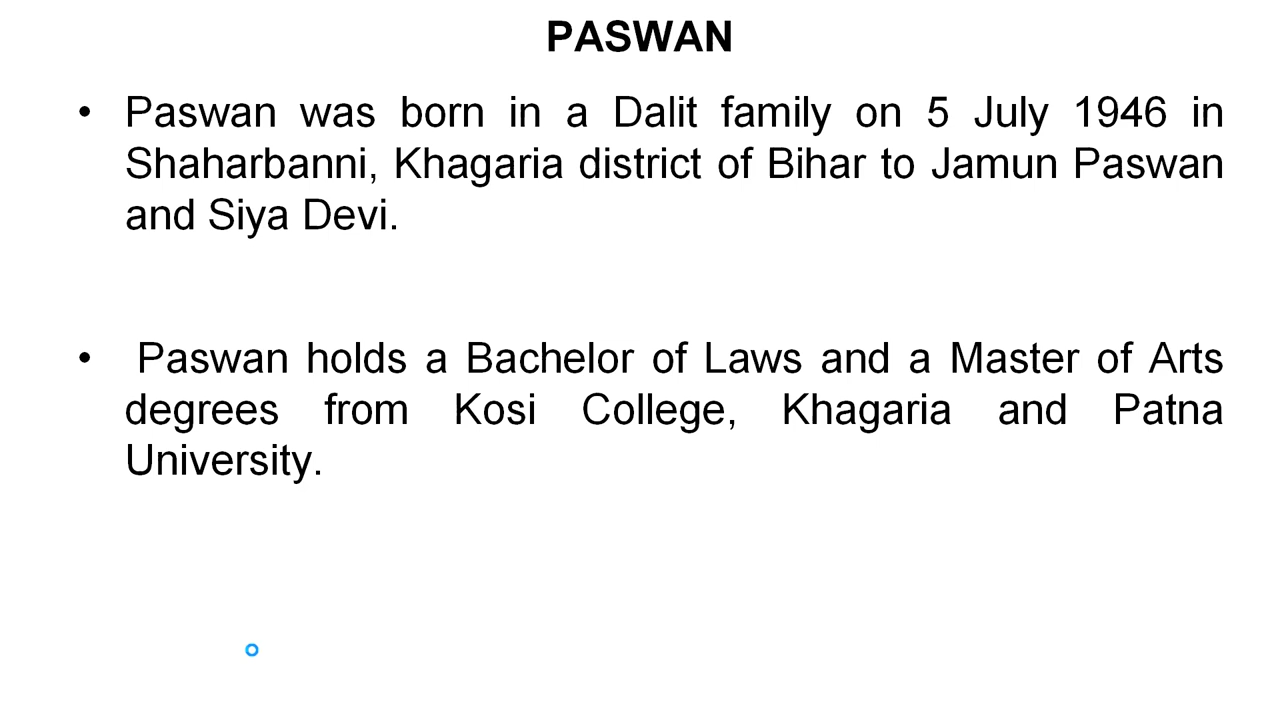 PASWAN
• Paswan was born in a Dalit family on 5 July 1946 in
Shaharbanni, Khagaria district of Bihar to Jamun Paswan
and Siya Devi.
• Paswan holds a Bachelor of Laws and a Master of Arts
degrees from Kosi College, Khagaria and Patna
University.